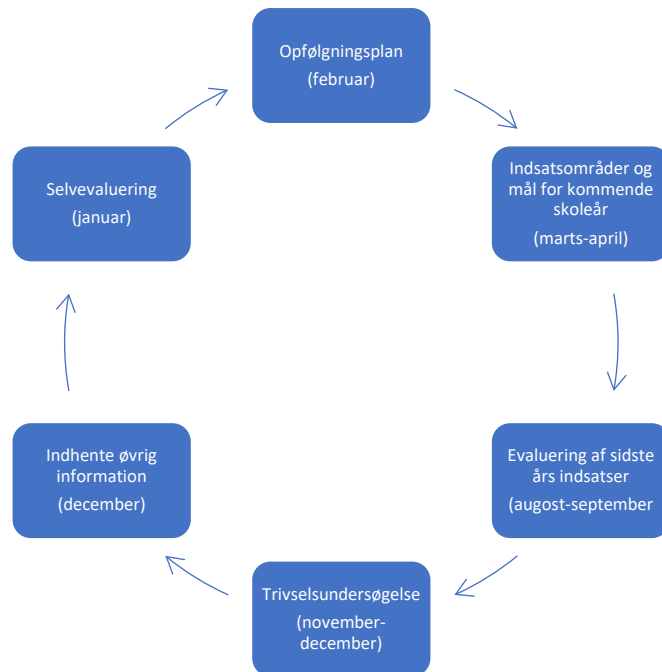 Opfølgningsplan
(februar)
Indsatsområder og
mål for kommende
skoleår
(marts-april)
Evaluering af sidste
års indsatser
(augost-september
Trivselsundersøgelse
(november-
december)
Indhente øvrig
information
(december)
Selvevaluering
(januar)